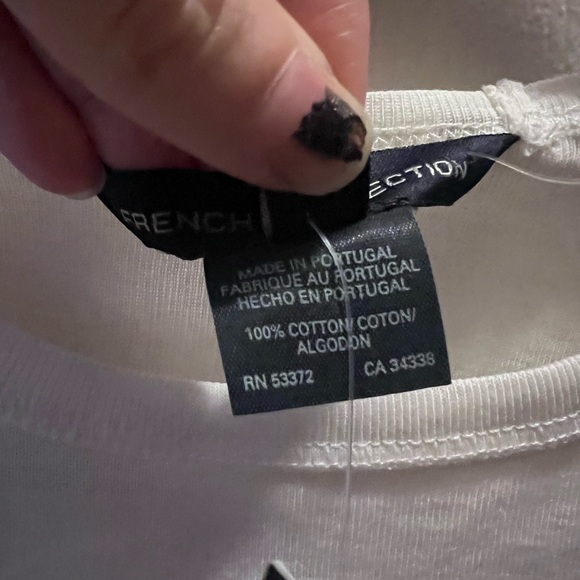 FRENCH ECTION
MADE IN PORTUGAL
FABRIQUE AU PORTUGAL
HECHO EN PORTUGAL
100% COTTON/ COTON/
ALGODON
RN 53372 CA 34338